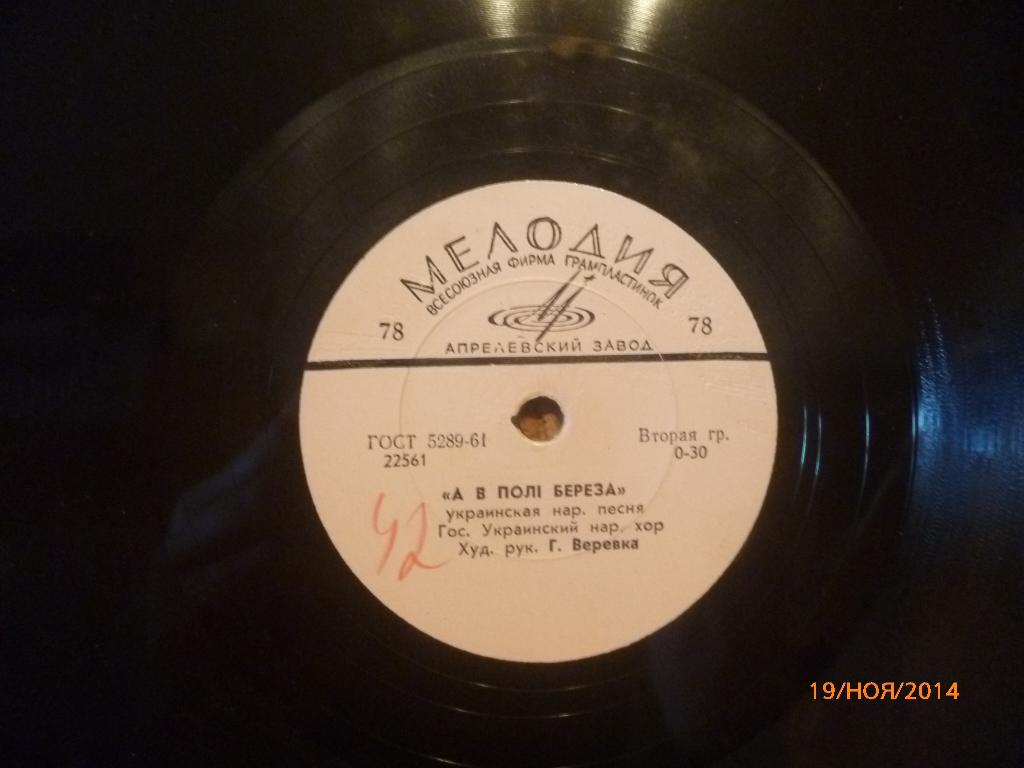 МЕЛОДИЯ
ВСЕСОЮЗНАЯ ФИРМА ГРАМПЛАСТИНОК
78 78
АПРЕЛЕВСКИЙ ЗАВОД
ГОСТ 5289-61 Вторая гр.
22561 0-30
«А В ПОЛІ БЕРЕЗА»
украинская нар. песня
Гос. Украинский нар. хор
Худ. рук. Г. Веревка
42
19/НОЯ/2014